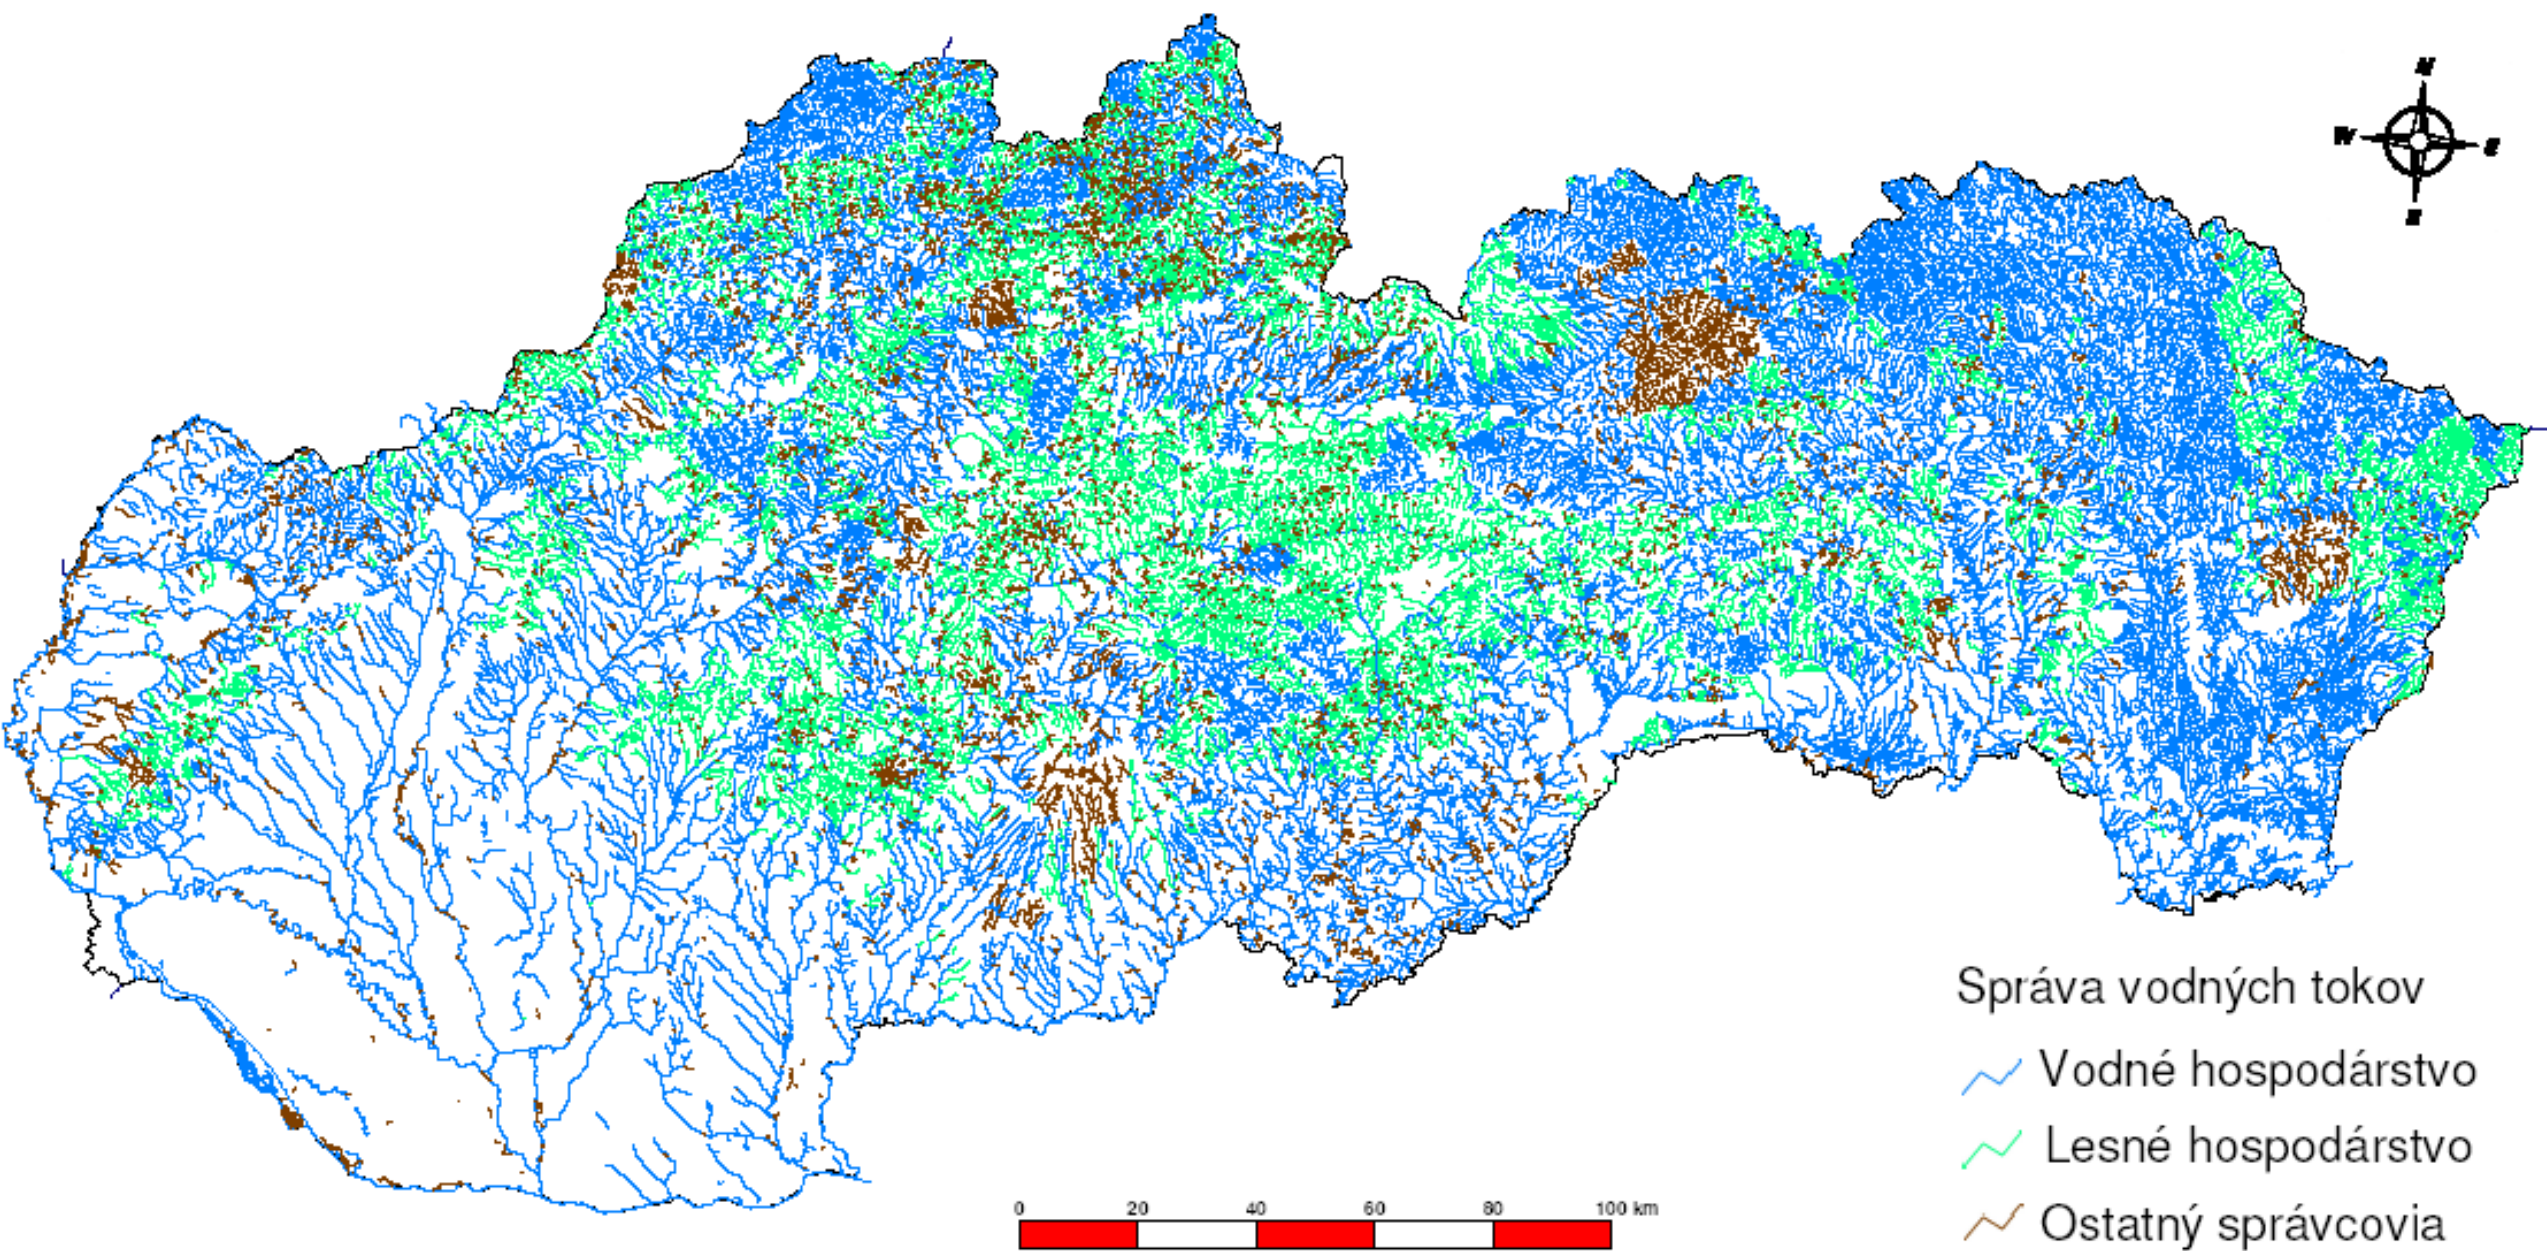 N
W E
S
Správa vodných tokov
Vodné hospodárstvo
Lesné hospodárstvo
Ostatný správcovia
0 20 40 60 80 100 km